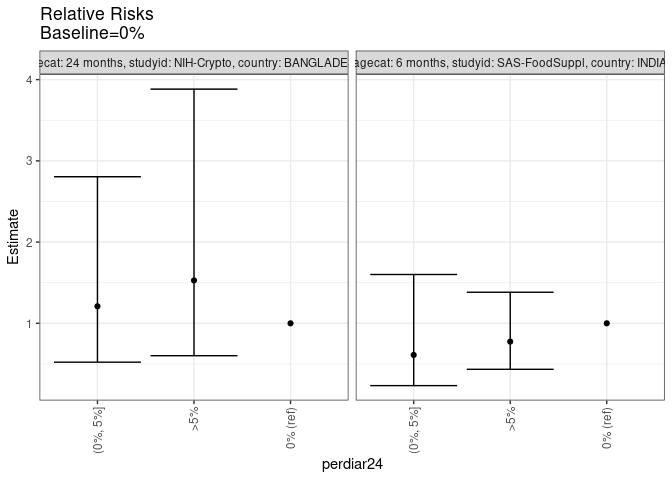 Relative Risks
Baseline=0%
ecat: 24 months, studyid: NIH-Crypto, country: BANGLADE
agecat: 6 months, studyid: SAS-FoodSuppl, country: INDIA
4
3
2
1
Estimate
(0%, 5%]
>5%
0% (ref)
(0%, 5%]
>5%
0% (ref)
perdiar24